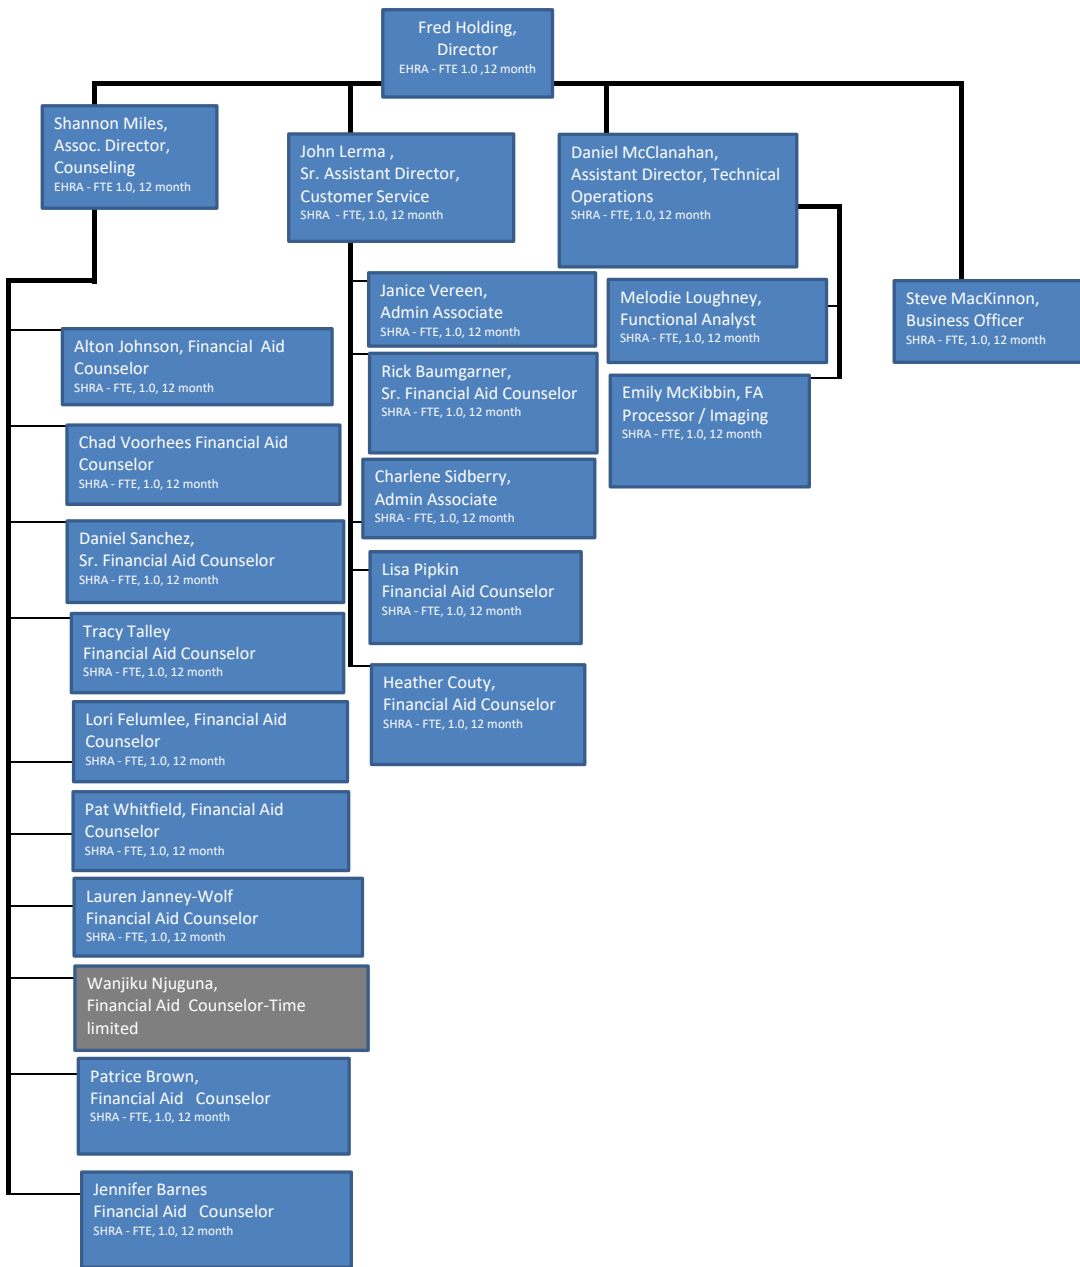 Fred Holding,
Director
EHRA - FTE 1.0 ,12 month
Shannon Miles,
Assoc. Director,
Counseling
EHRA - FTE 1.0, 12 month
John Lerma ,
Sr. Assistant Director,
Customer Service
SHRA  - FTE, 1.0, 12 month
Daniel McClanahan,
Assistant Director, Technical
Operations
SHRA - FTE, 1.0, 12 month
Steve MacKinnon,
Business Officer
SHRA - FTE, 1.0, 12 month
Alton Johnson, Financial  Aid
Counselor
SHRA - FTE, 1.0, 12 month
Chad Voorhees Financial Aid
Counselor
SHRA - FTE, 1.0, 12 month
Daniel Sanchez,
Sr. Financial Aid Counselor
SHRA - FTE, 1.0, 12 month
Tracy Talley
Financial Aid Counselor
SHRA - FTE, 1.0, 12 month
Lori Felumlee, Financial Aid
Counselor
SHRA - FTE, 1.0, 12 month
Pat Whitfield, Financial Aid
Counselor
SHRA - FTE, 1.0, 12 month
Lauren Janney-Wolf
Financial Aid Counselor
SHRA - FTE, 1.0, 12 month
Wanjiku Njuguna,
Financial Aid  Counselor-Time
limited
Patrice Brown,
Financial Aid   Counselor
SHRA - FTE, 1.0, 12 month
Jennifer Barnes
Financial Aid   Counselor
SHRA - FTE, 1.0, 12 month
Janice Vereen,
Admin Associate
SHRA - FTE, 1.0, 12 month
Rick Baumgarner,
Sr. Financial Aid Counselor
SHRA - FTE, 1.0, 12 month
Charlene Sidberry,
Admin Associate
SHRA - FTE, 1.0, 12 month
Lisa Pipkin
Financial Aid Counselor
SHRA - FTE, 1.0, 12 month
Heather Couty,
Financial Aid Counselor
SHRA - FTE, 1.0, 12 month
Melodie Loughney,
Functional Analyst
SHRA - FTE, 1.0, 12 month
Emily McKibbin, FA
Processor / Imaging
SHRA - FTE, 1.0, 12 month